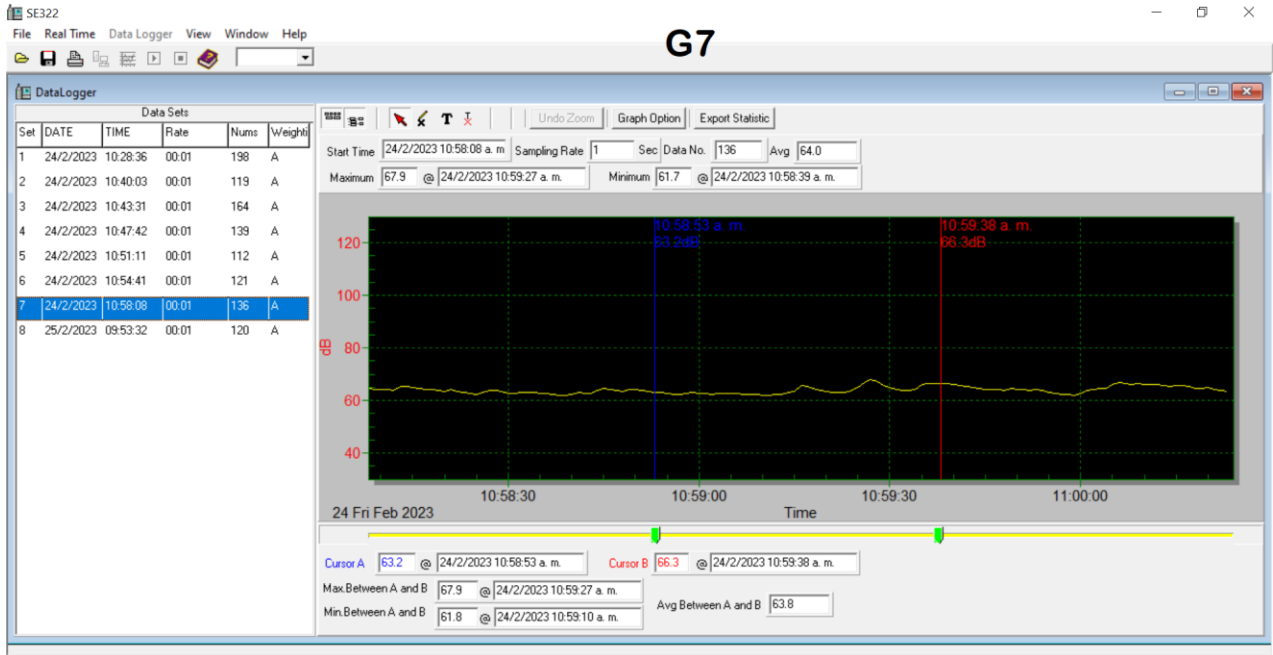 SE322
File Real Time Data Logger View Window Help
G7
DataLogger
Data Sets
Set DATE TIME Rate Nums Weighti
1 24/2/2023 10:28:36 00:01 198 A
2 24/2/2023 10:40:03 00:01 119 A
3 24/2/2023 10:43:31 00:01 164 A
4 24/2/2023 10:47:42 00:01 139 A
5 24/2/2023 10:51:11 00:01 112 A
6 24/2/2023 10:54:41 00:01 121 A
7 24/2/2023 10:58:08 00:01 136 A
8 25/2/2023 09:53:32 00:01 120 A
T T Undo Zoom Graph Option Export Statistic
Start Time 24/2/2023 10:58:08 a. m Sampling Rate 1 Sec Data No. 136 Avg 64.0
Maximum 67.9 @ 24/2/2023 10:59:27 a. m. Minimum 61.7 @ 24/2/2023 10:58:39 a. m.
10:58:53 a. m. 10:59:38 a. m.
63.2dB 66.3dB
120
100
dB 80
60
40
10:58:30 10:59:00 10:59:30 11:00:00
24 Fri Feb 2023 Time
Cursor A 63.2 @ 24/2/2023 10:58:53 a. m. Cursor B 66.3 @ 24/2/2023 10:59:38 a. m.
Max.Between A and B 67.9 @ 24/2/2023 10:59:27 a. m.
Min.Between A and B 61.8 @ 24/2/2023 10:59:10 a. m.
Avg Between A and B 63.8